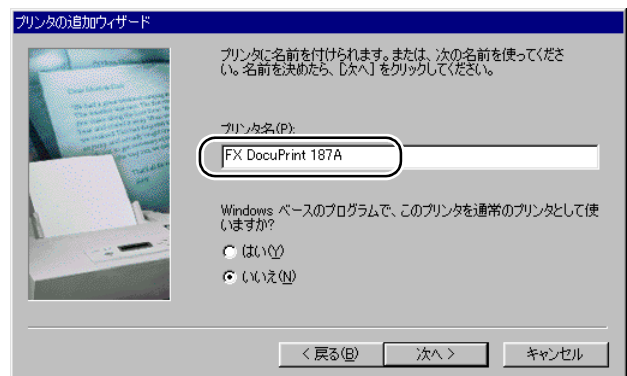 プリンタの追加ウィザード
プリンタに名前を付けられます。または、次の名前を使ってくださ
い。名前を決めたら、[次へ] をクリックしてください。
プリンタ名(P):
FX DocuPrint 187A
Windows ベースのプログラムで、このプリンタを通常のプリンタとして使
いますか?
はい(Y)
いいえ(N)
< 戻る(B)
次へ >
キャンセル